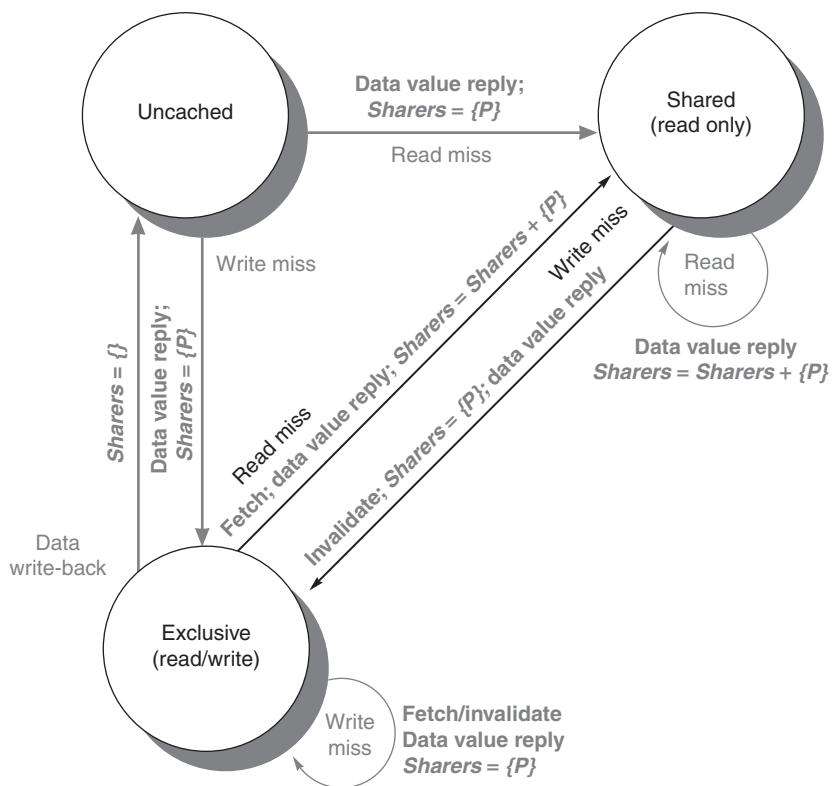 Uncached
Data value reply;
Sharers = {P}
Read miss
Shared
(read only)
Write miss
Read
miss
Data value reply
Sharers = Sharers + {P}
Sharers = {}
Data value reply;
Sharers = {P}
Read miss
Fetch; data value reply; Sharers = Sharers + {P}
Write miss
Invalidate; Sharers = {P}; data value reply
Data
write-back
Exclusive
(read/write)
Write
miss
Fetch/invalidate
Data value reply
Sharers = {P}